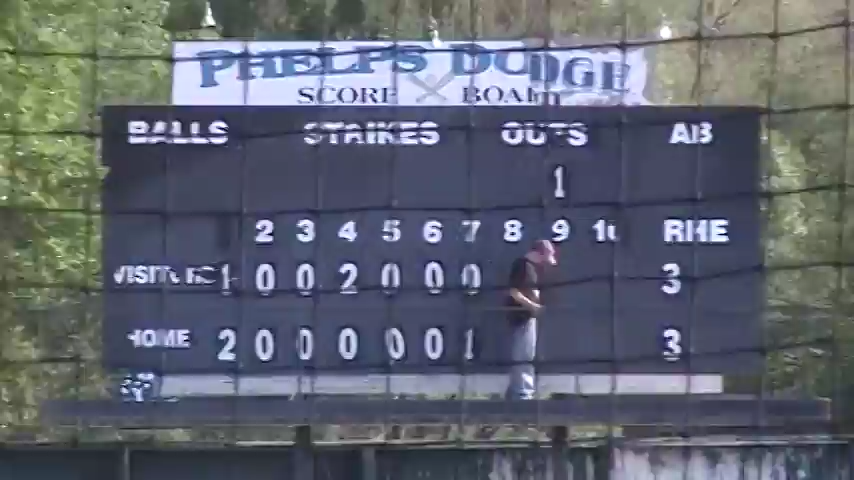 PHELPS DODGE
SCORE BOARD
BALLS STRIKES OUTS AB
1
2 3 4 5 6 7 8 9 10 RHE
VISITORS 1 0 0 2 0 0 0 3
HOME 2 0 0 0 0 0 1 3